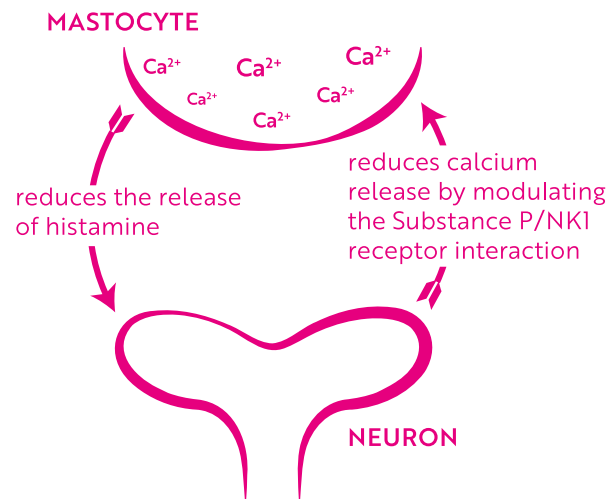 MASTOCYTE
Ca²⁺
Ca²⁺
Ca²⁺
Ca²⁺
Ca²⁺
Ca²⁺
reduces the release
of histamine
reduces calcium
release by modulating
the Substance P/NK1
receptor interaction
NEURON